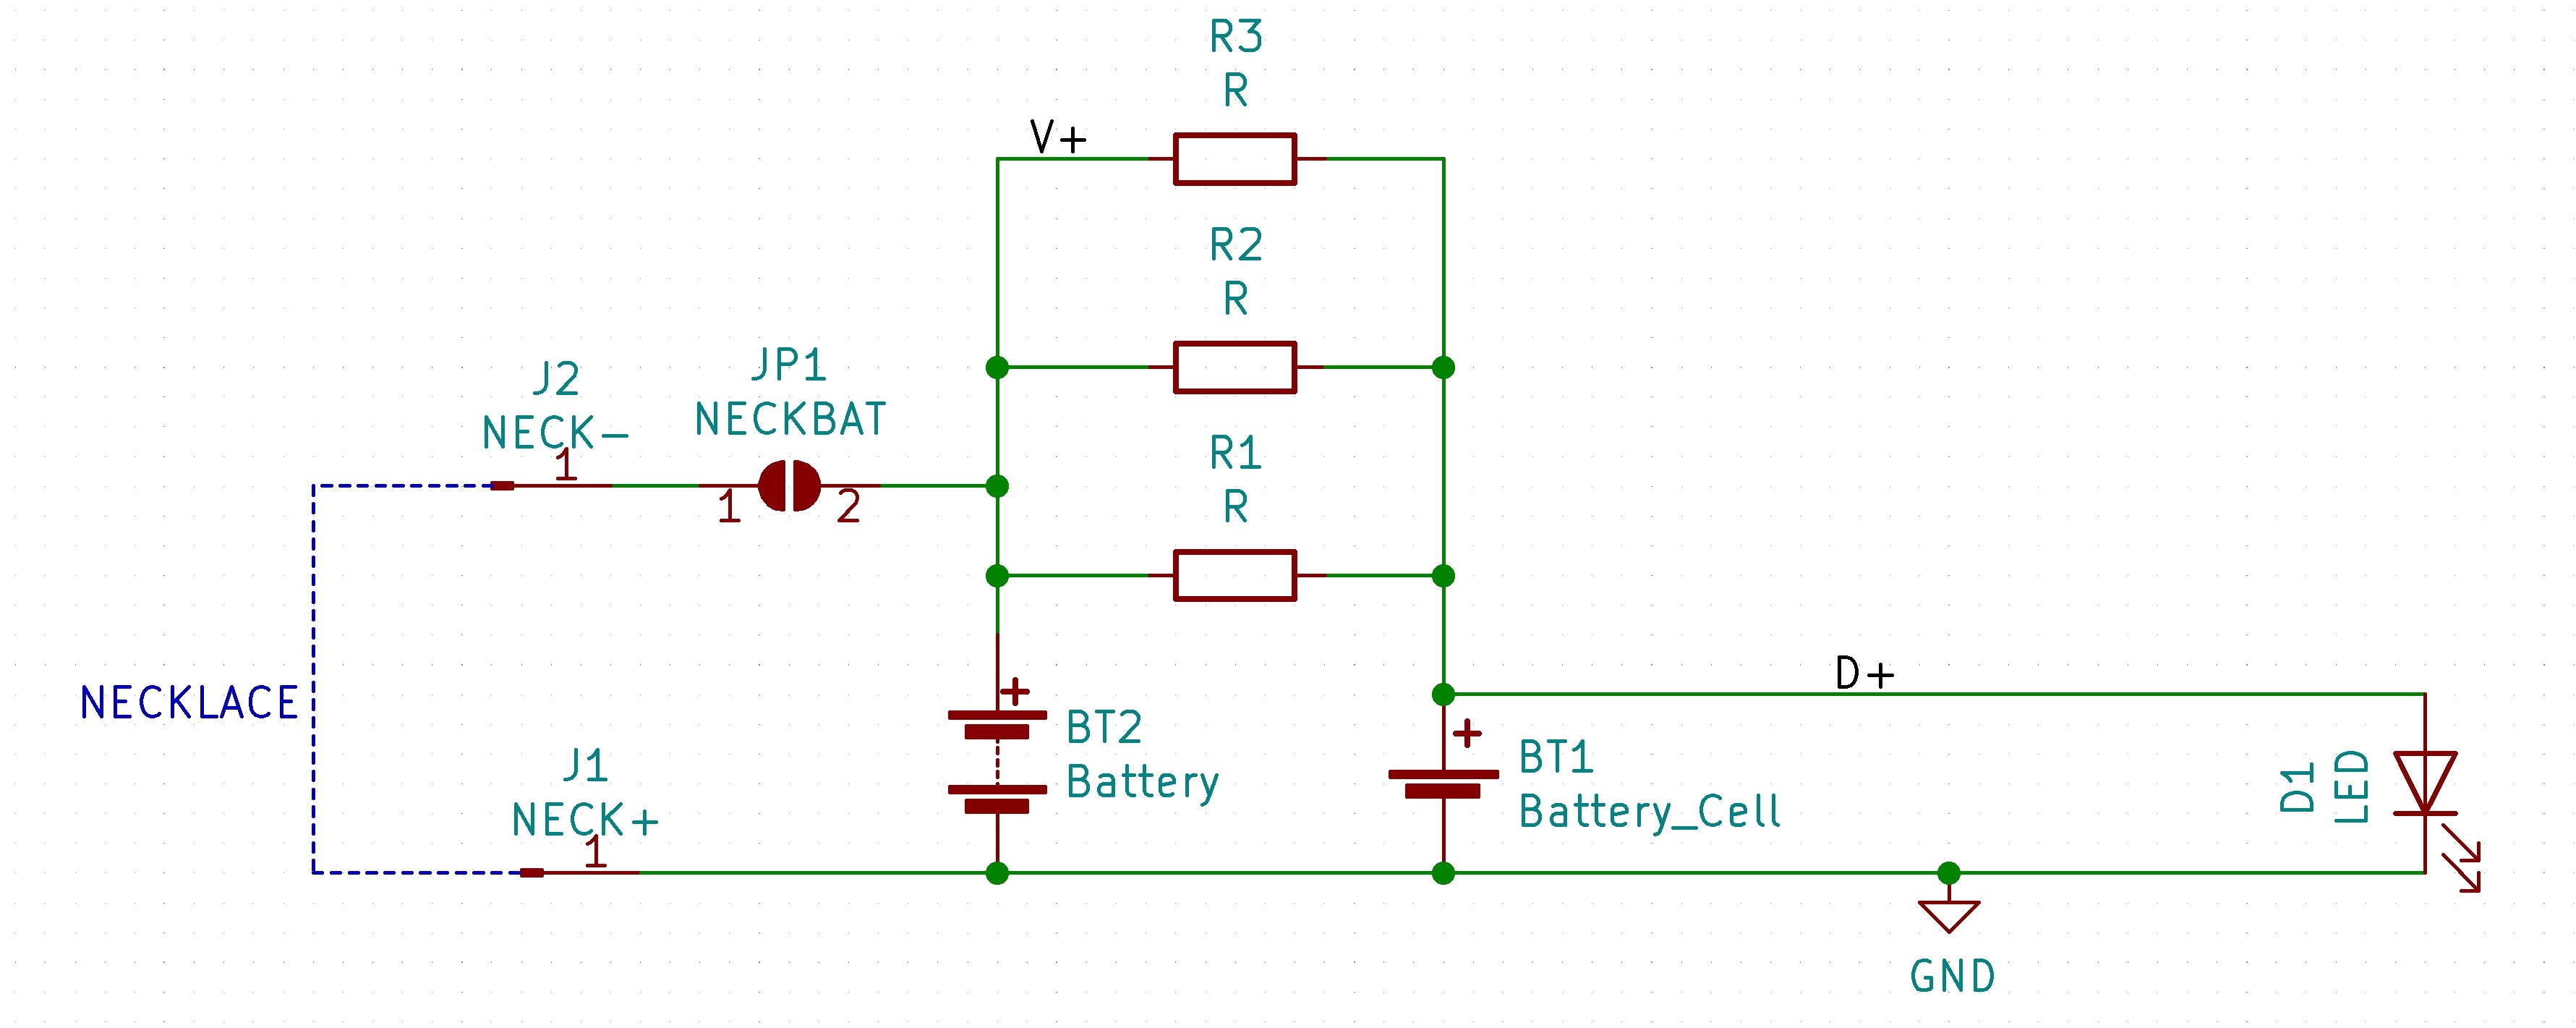 R3
R
V+
R2
R
J2
NECK-
1
JP1
NECKBAT
1
2
R1
R
NECKLACE
J1
NECK+
1
+
BT2
Battery
+
BT1
Battery_Cell
D+
D1
LED
GND